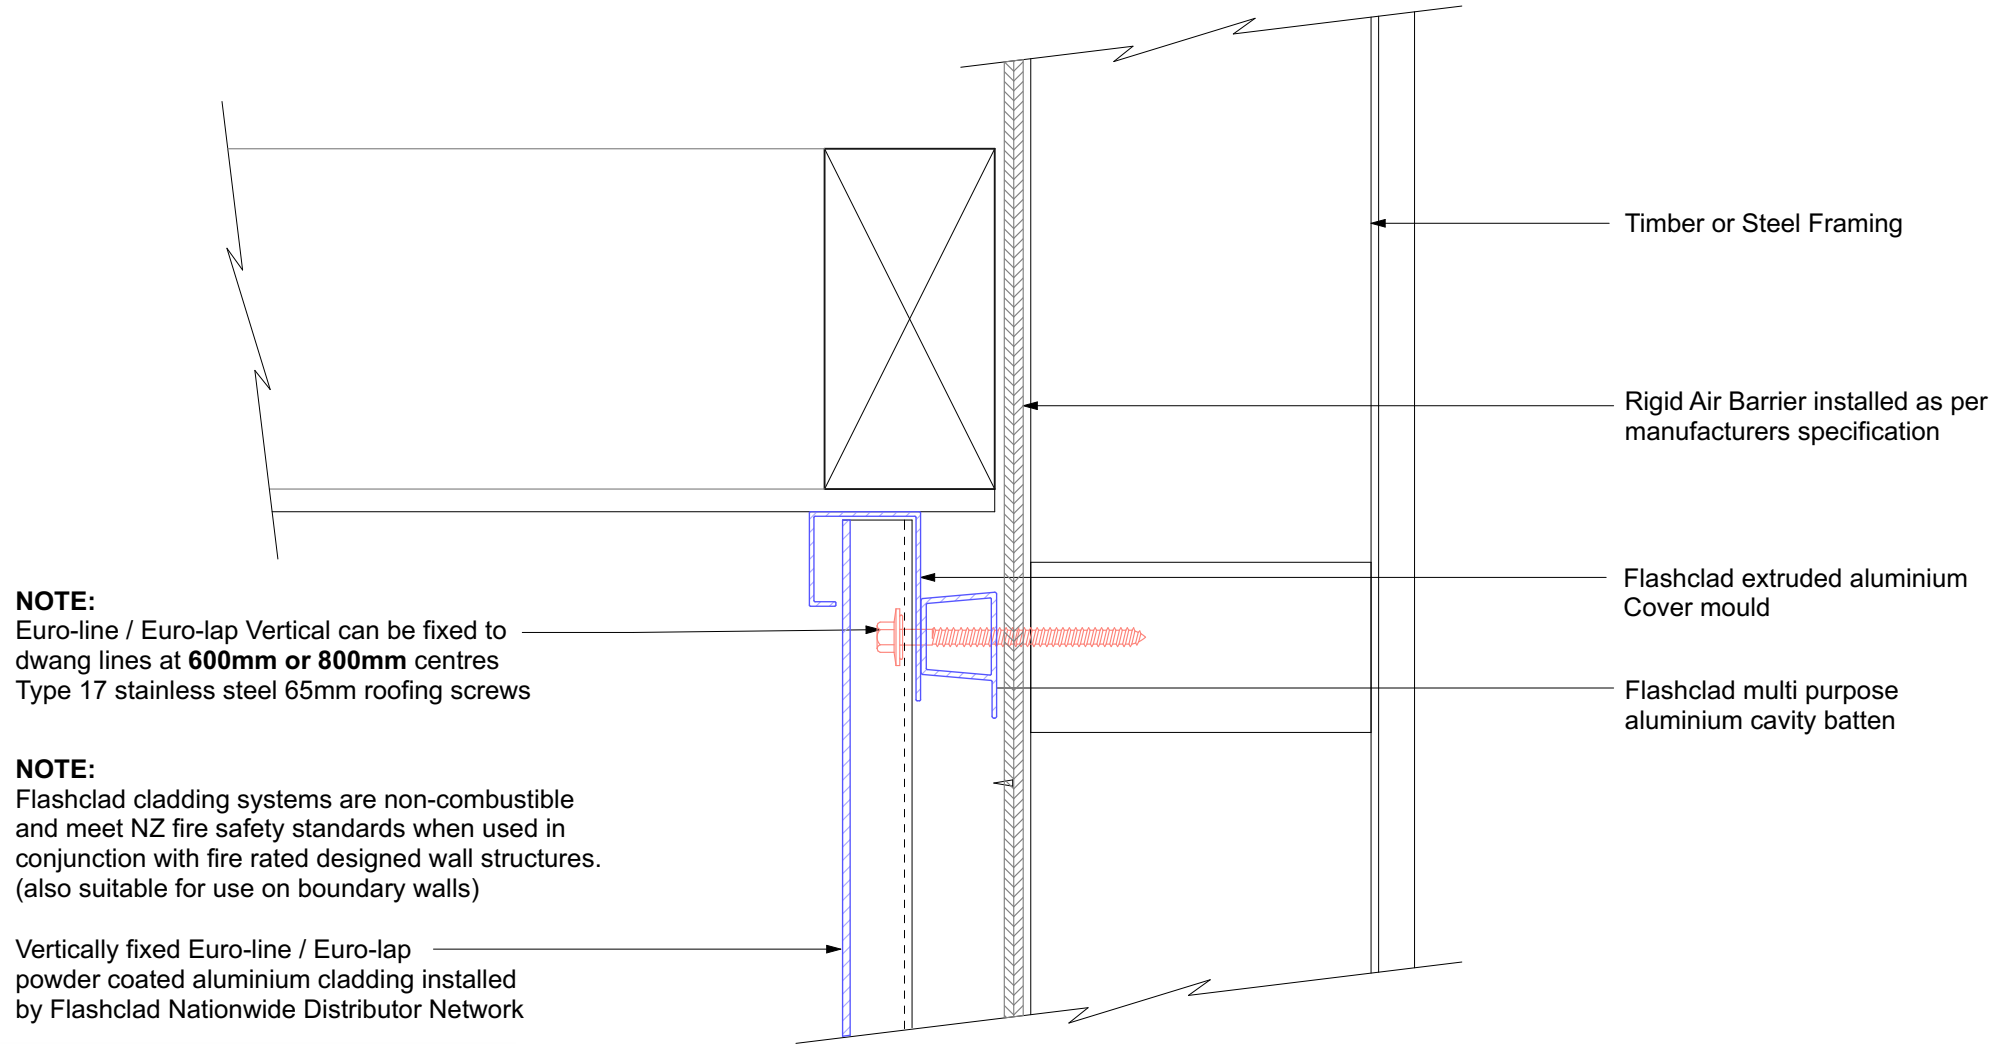 Timber or Steel Framing
Rigid Air Barrier installed as per
manufacturers specification
Flashclad extruded aluminium
Cover mould
Flashclad multi purpose
aluminium cavity batten
NOTE:
Euro-line / Euro-lap Vertical can be fixed to
dwang lines at 600mm or 800mm centres
Type 17 stainless steel 65mm roofing screws
NOTE:
Flashclad cladding systems are non-combustible
and meet NZ fire safety standards when used in
conjunction with fire rated designed wall structures.
(also suitable for use on boundary walls)
Vertically fixed Euro-line / Euro-lap
powder coated aluminium cladding installed
by Flashclad Nationwide Distributor Network